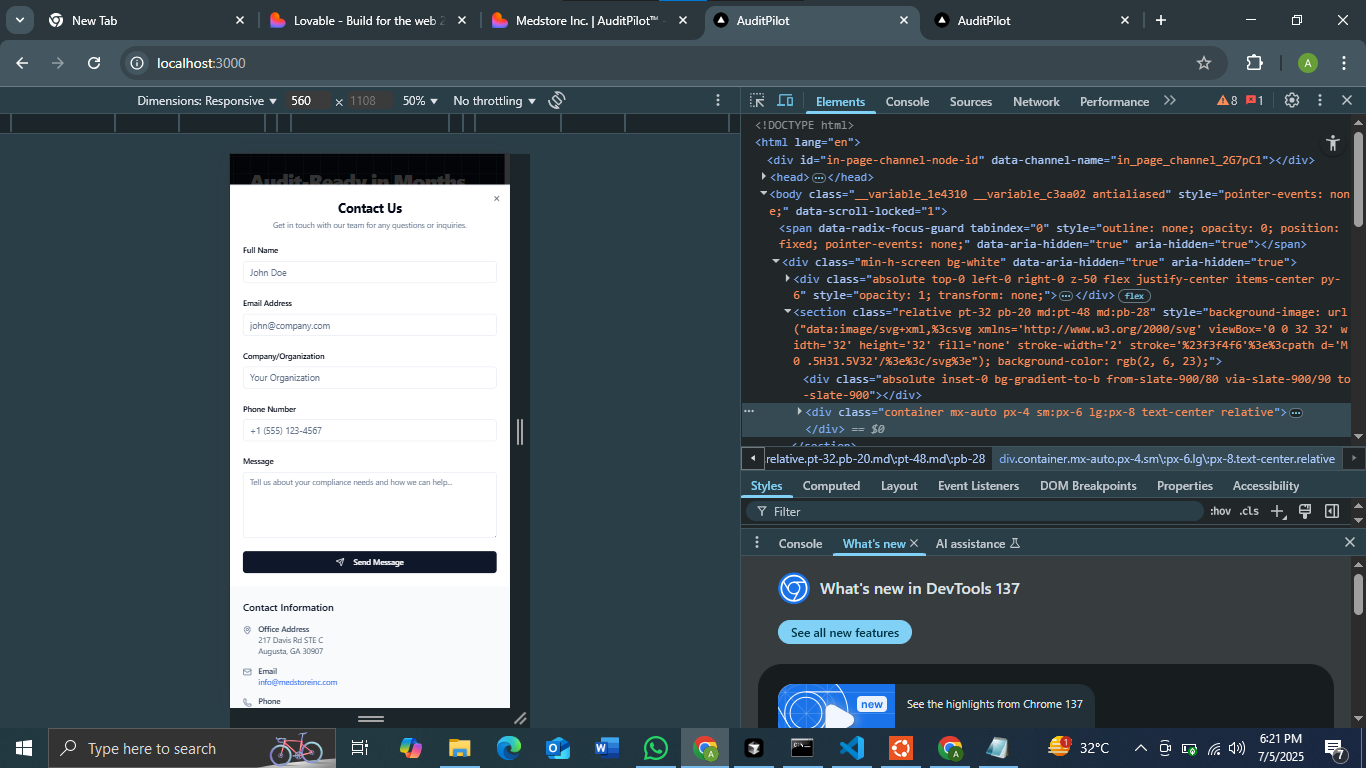 New Tab
Lovable - Build for the web 2
Medstore Inc. | AuditPilot™ -
AuditPilot
AuditPilot
localhost:3000
A
Dimensions: Responsive 560 × 1108 50% No throttling
Elements Console Sources Network Performance 8 1
<!DOCTYPE html>
<html lang="en">
<div id="in-page-channel-node-id" data-channel-name="in_page_channel_2G7pC1"></div>
<head>⋯</head>
<body class="__variable_1e4310 __variable_c3aa02 antialiased" style="pointer-events: non
e;" data-scroll-locked="1">
<span data-radix-focus-guard tabindex="0" style="outline: none; opacity: 0; position:
fixed; pointer-events: none;" data-aria-hidden="true" aria-hidden="true"></span>
<div class="min-h-screen bg-white" data-aria-hidden="true" aria-hidden="true">
<div class="absolute top-0 left-0 right-0 z-50 flex justify-center items-center py-
6" style="opacity: 1; transform: none;">⋯</div> flex
<section class="relative pt-32 pb-20 md:pt-48 md:pb-28" style="background-image: url
("data:image/svg+xml,%3csvg xmlns='http://www.w3.org/2000/svg' viewBox='0 0 32 32' w
idth='32' height='32' fill='none' stroke-width='2' stroke='%23f3f4f6'%3e%3cpath d='M
0 .5H31.5V32'/%3e%3c/svg%3e"); background-color: rgb(2, 6, 23);">
<div class="absolute inset-0 bg-gradient-to-b from-slate-900/80 via-slate-900/90 to
-slate-900"></div>
<div class="container mx-auto px-4 sm:px-6 lg:px-8 text-center relative">⋯
</div> == $0
</section>
relative.pt-32.pb-20.md\:pt-48.md\:pb-28 div.container.mx-auto.px-4.sm\:px-6.lg\:px-8.text-center.relative
Styles Computed Layout Event Listeners DOM Breakpoints Properties Accessibility
Filter :hov .cls
Console What's new AI assistance
What's new in DevTools 137
See all new features
new
See the highlights from Chrome 137
Audit-Ready in Months
Contact Us
Get in touch with our team for any questions or inquiries.
Full Name
John Doe
Email Address
john@company.com
Company/Organization
Your Organization
Phone Number
+1 (555) 123-4567
Message
Tell us about your compliance needs and how we can help...
Send Message
Contact Information
Office Address
217 Davis Rd STE C
Augusta, GA 30907
Email
info@medstoreinc.com
Phone
Type here to search
1
32°C
6:21 PM
7/5/2025
7